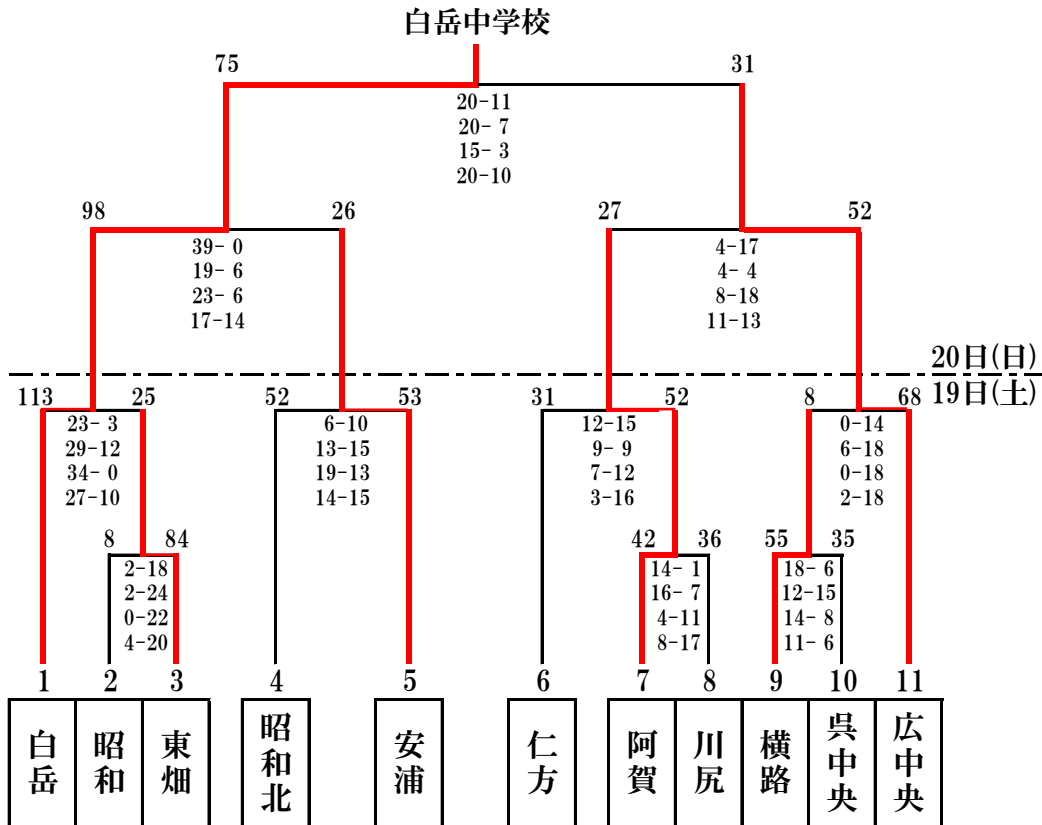 白岳中学校
75 31
20-11
20- 7
15- 3
20-10
98 26 27 52
39- 0 4-17
19- 6 4- 4
23- 6 8-18
17-14 11-13
20日(日)
19日(土)
113 25 52 53 31 52 8 68
23- 3 6-10 12-15 0-14
29-12 13-15 9- 9 6-18
34- 0 19-13 7-12 0-18
27-10 14-15 3-16 2-18
8 84 42 36 55 35
2-18 14- 1 18- 6
2-24 16- 7 12-15
0-22 4-11 14- 8
4-20 8-17 11- 6
1 2 3 4 5 6 7 8 9 10 11
白岳
昭和
東畑
昭和北
安浦
仁方
阿賀
川尻
横路
呉中央
広中央